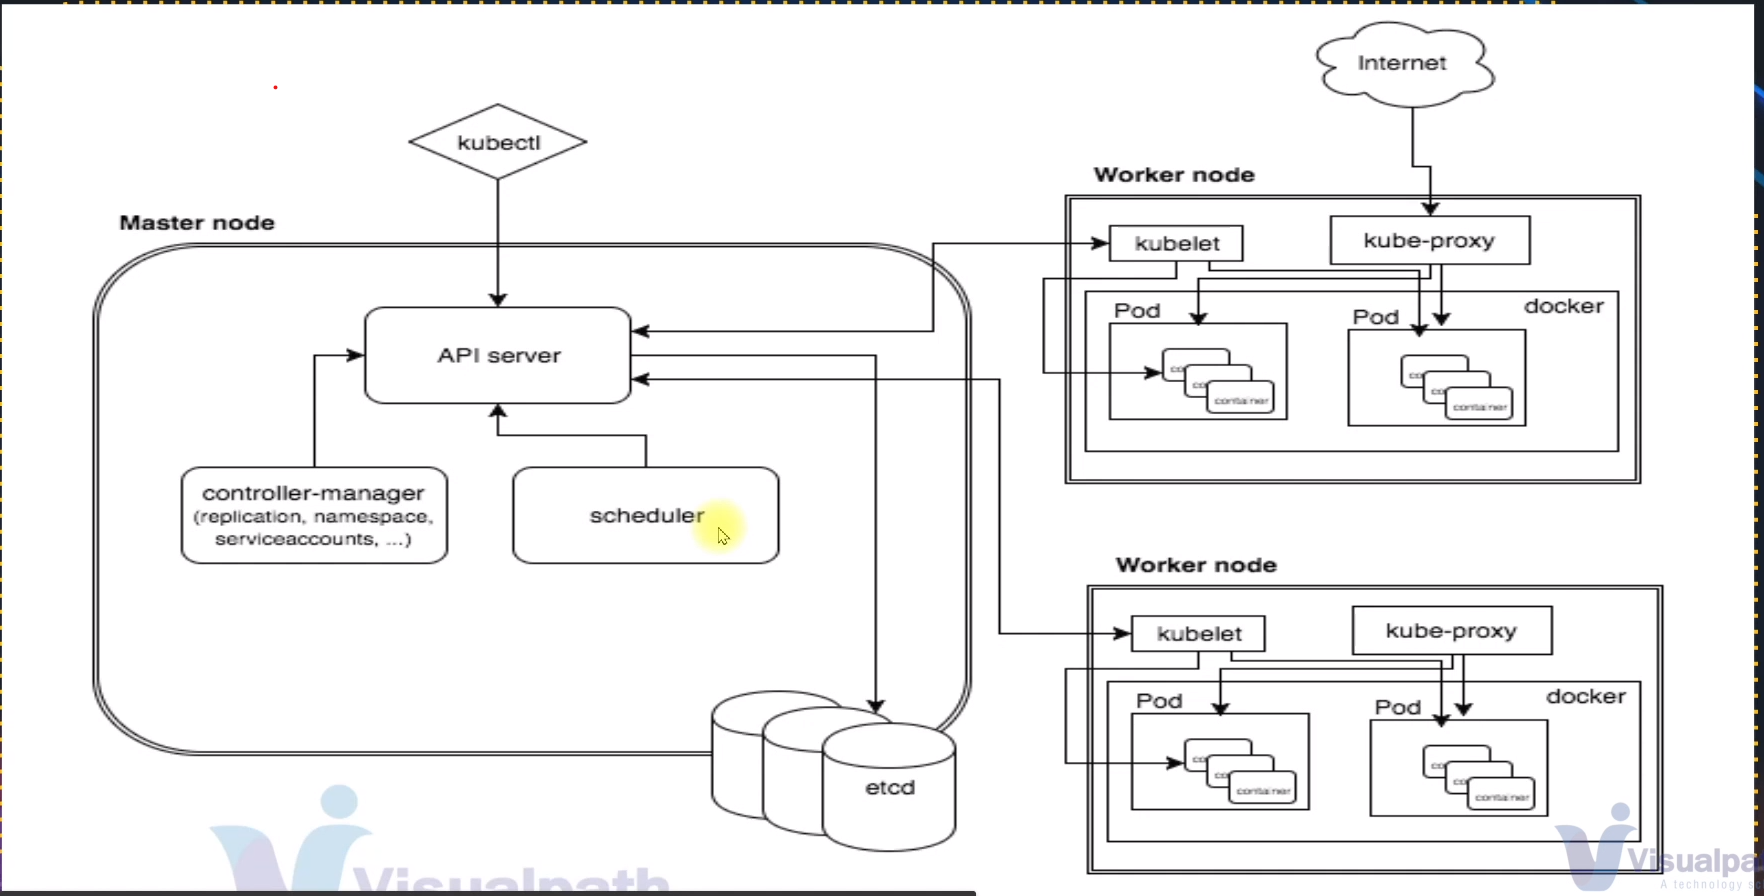 Internet
kubectl
Master node
API server
controller-manager
(replication, namespace,
serviceaccounts, ...)
scheduler
etcd
Worker node
kubelet
kube-proxy
docker
Pod
Pod
container
container
Worker node
kubelet
kube-proxy
docker
Pod
Pod
container
container
Visualpath
Visualpa
A technology